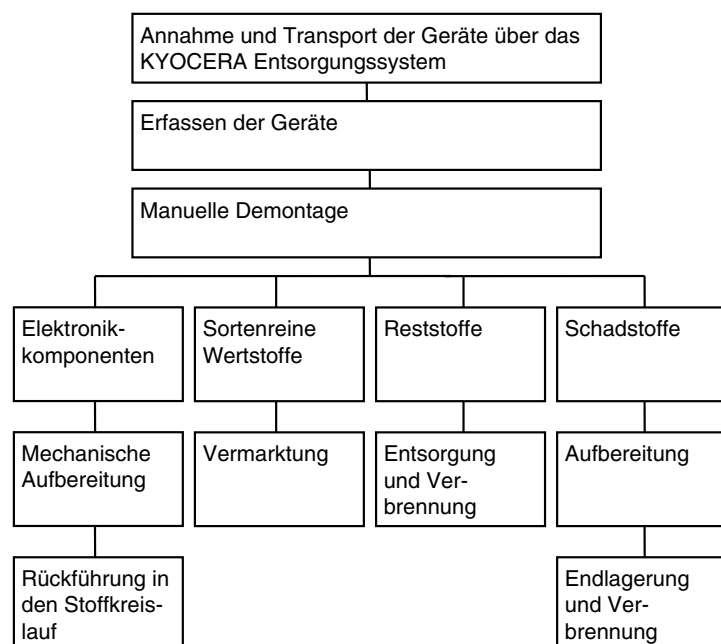 Annahme und Transport der Geräte über das
KYOCERA Entsorgungssystem
Erfassen der Geräte
Manuelle Demontage
Elektronik-
komponenten
Sortenreine
Wertstoffe
Reststoffe
Schadstoffe
Mechanische
Aufbereitung
Vermarktung
Entsorgung
und Ver-
brennung
Aufbereitung
Rückführung in
den Stoffkreis-
lauf
Endlagerung
und Ver-
brennung